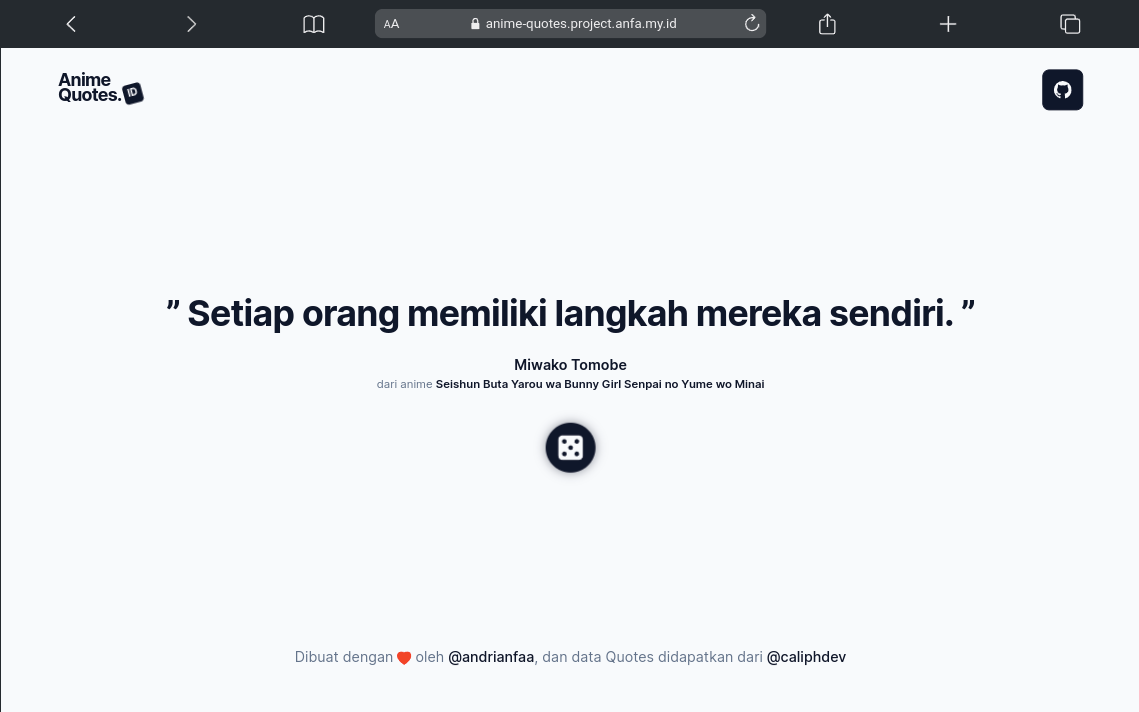 AA
anime-quotes.project.anfa.my.id
Anime
Quotes.
ID
” Setiap orang memiliki langkah mereka sendiri. ”
Miwako Tomobe
dari anime Seishun Buta Yarou wa Bunny Girl Senpai no Yume wo Minai
Dibuat dengan oleh @andrianfaa, dan data Quotes didapatkan dari @caliphdev